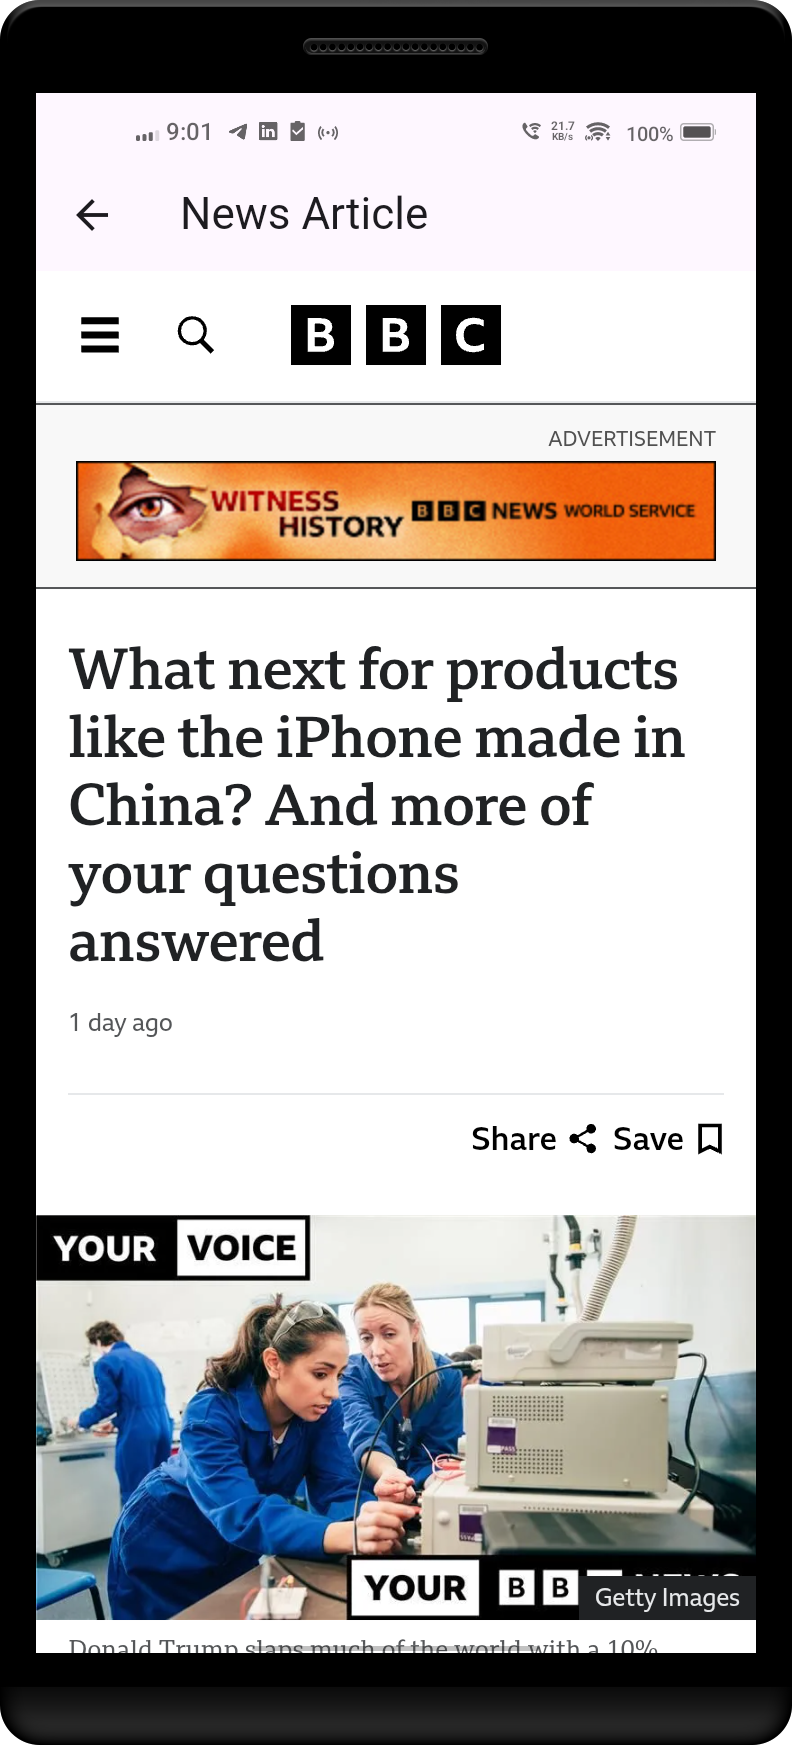 9:01
21.7
KB/s
100%
News Article
BBC
ADVERTISEMENT
WITNESS
HISTORY
BBC NEWS WORLD SERVICE
What next for products
like the iPhone made in
China? And more of
your questions
answered
1 day ago
Share Save
YOUR VOICE
YOUR BB
Getty Images
Donald Trump slaps much of the world with a 10%